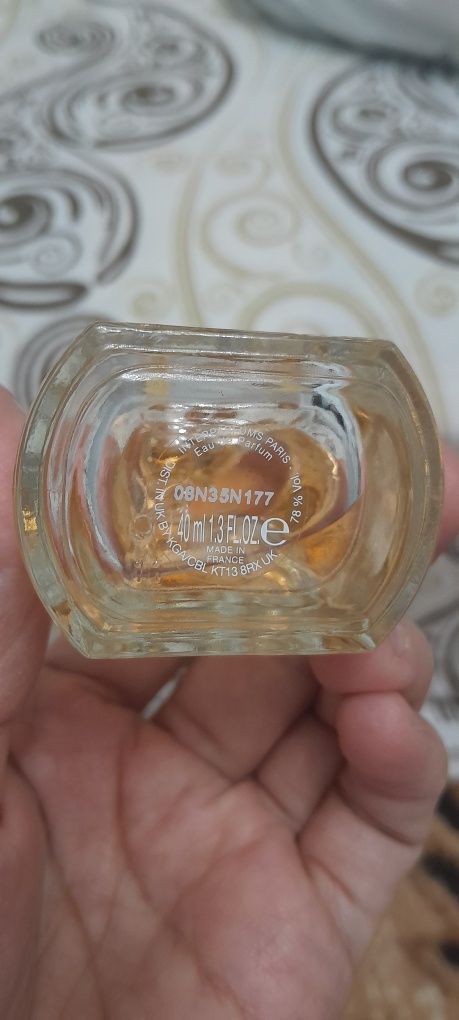 INTERPARFUMS PARIS -
Eau de Parfum
08N35N177
40 ml 1.3 FL.OZ. e
78 % Vol.
MADE IN
FRANCE
DIST. IN UK BY KGA/CBL KT13 8RX UK